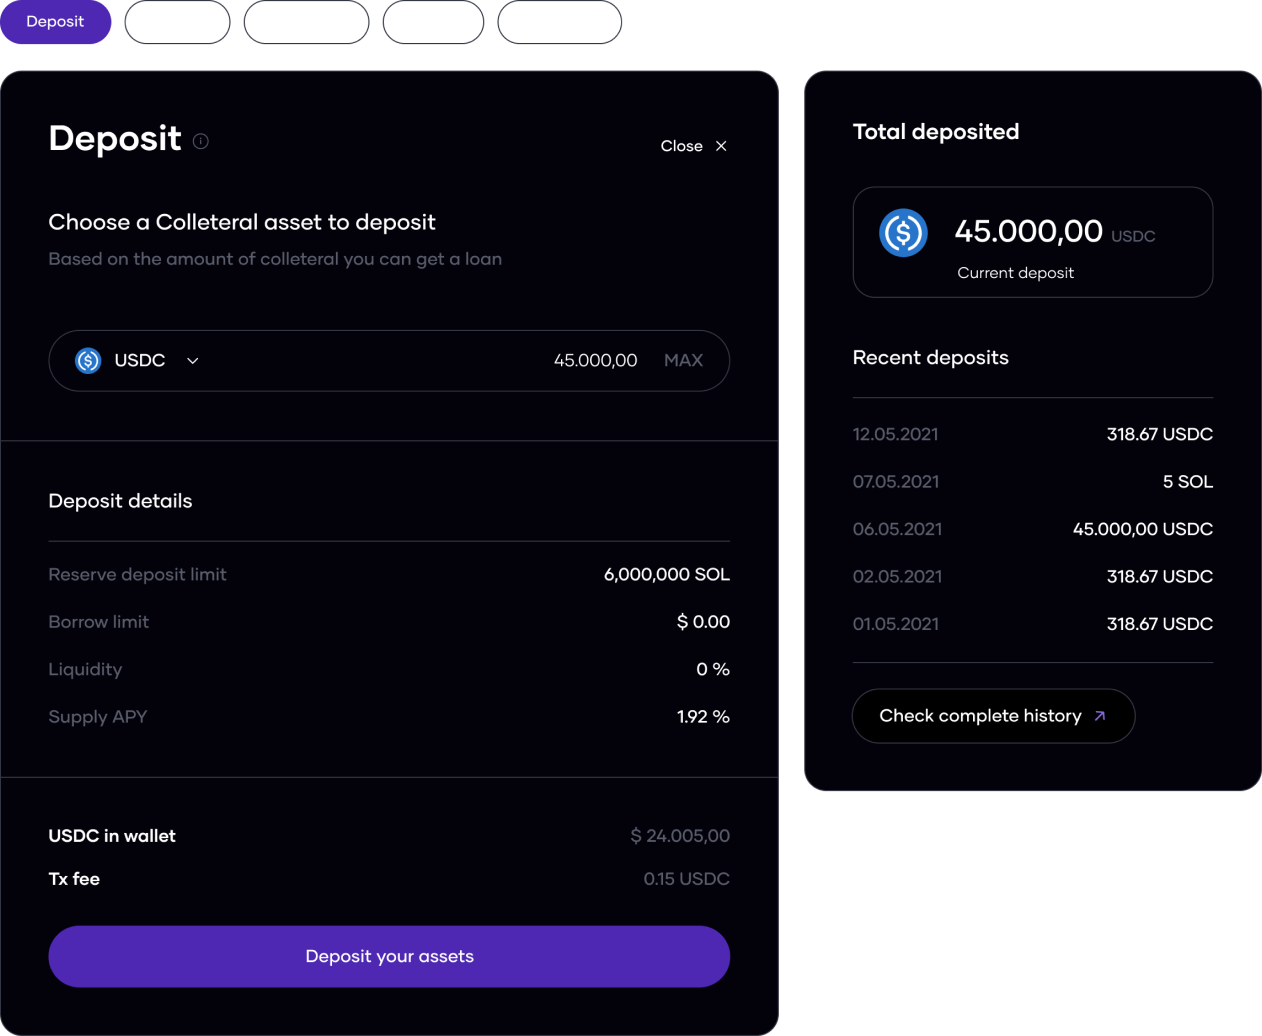 Deposit
Deposit
Close
Choose a Colleteral asset to deposit
Based on the amount of colleteral you can get a loan
USDC 45.000,00 MAX
Deposit details
Reserve deposit limit 6,000,000 SOL
Borrow limit $ 0.00
Liquidity 0 %
Supply APY 1.92 %
USDC in wallet $ 24.005,00
Tx fee 0.15 USDC
Deposit your assets
Total deposited
45.000,00 USDC
Current deposit
Recent deposits
12.05.2021 318.67 USDC
07.05.2021 5 SOL
06.05.2021 45.000,00 USDC
02.05.2021 318.67 USDC
01.05.2021 318.67 USDC
Check complete history